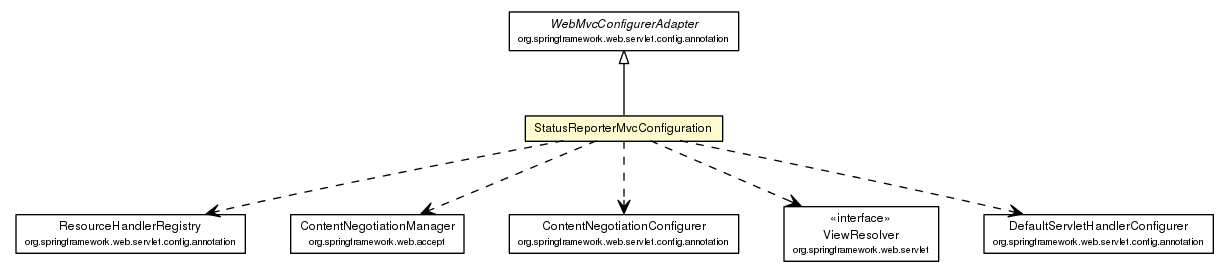 WebMvcConfigurerAdapter
org.springframework.web.servlet.config.annotation
StatusReporterMvcConfiguration
ResourceHandlerRegistry
org.springframework.web.servlet.config.annotation
ContentNegotiationManager
org.springframework.web.accept
ContentNegotiationConfigurer
org.springframework.web.servlet.config.annotation
«interface»
ViewResolver
org.springframework.web.servlet
DefaultServletHandlerConfigurer
org.springframework.web.servlet.config.annotation